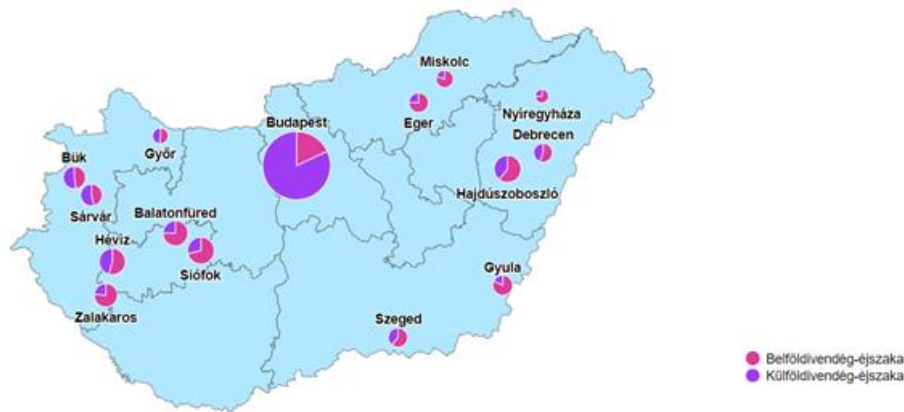 Miskolc
Nyíregyháza
Budapest
Eger
Debrecen
Győr
Bük
Hajdúszoboszló
Sárvár
Balatonfüred
Hévíz
Siófok
Gyula
Zalakaros
Szeged
Belföldivendég-éjszaka
Külföldivendég-éjszaka